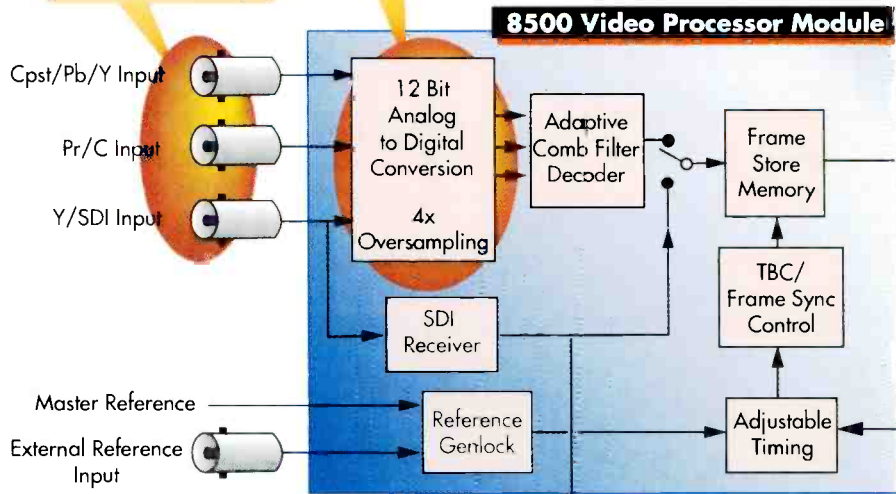 8500 Video Processor Module
Cpst/Pb/Y Input
Pr/C Input
Y/SDI Input
12 Bit
Analog
to Digital
Conversion
4x
Oversampling
Adaptive
Comb Filter
Decoder
Frame
Store
Memory
TBC/
Frame Sync
Control
SDI
Receiver
Master Reference
External Reference
Input
Reference
Genlock
Adjustable
Timing